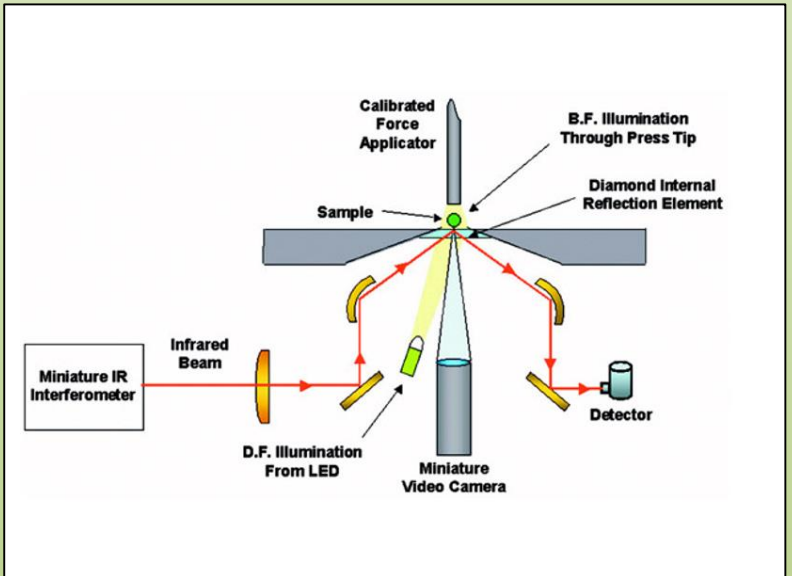 Calibrated
Force
Applicator
B.F. Illumination
Through Press Tip
Diamond Internal
Reflection Element
Sample
Infrared
Beam
Miniature IR
Interferometer
Detector
D.F. Illumination
From LED
Miniature
Video Camera